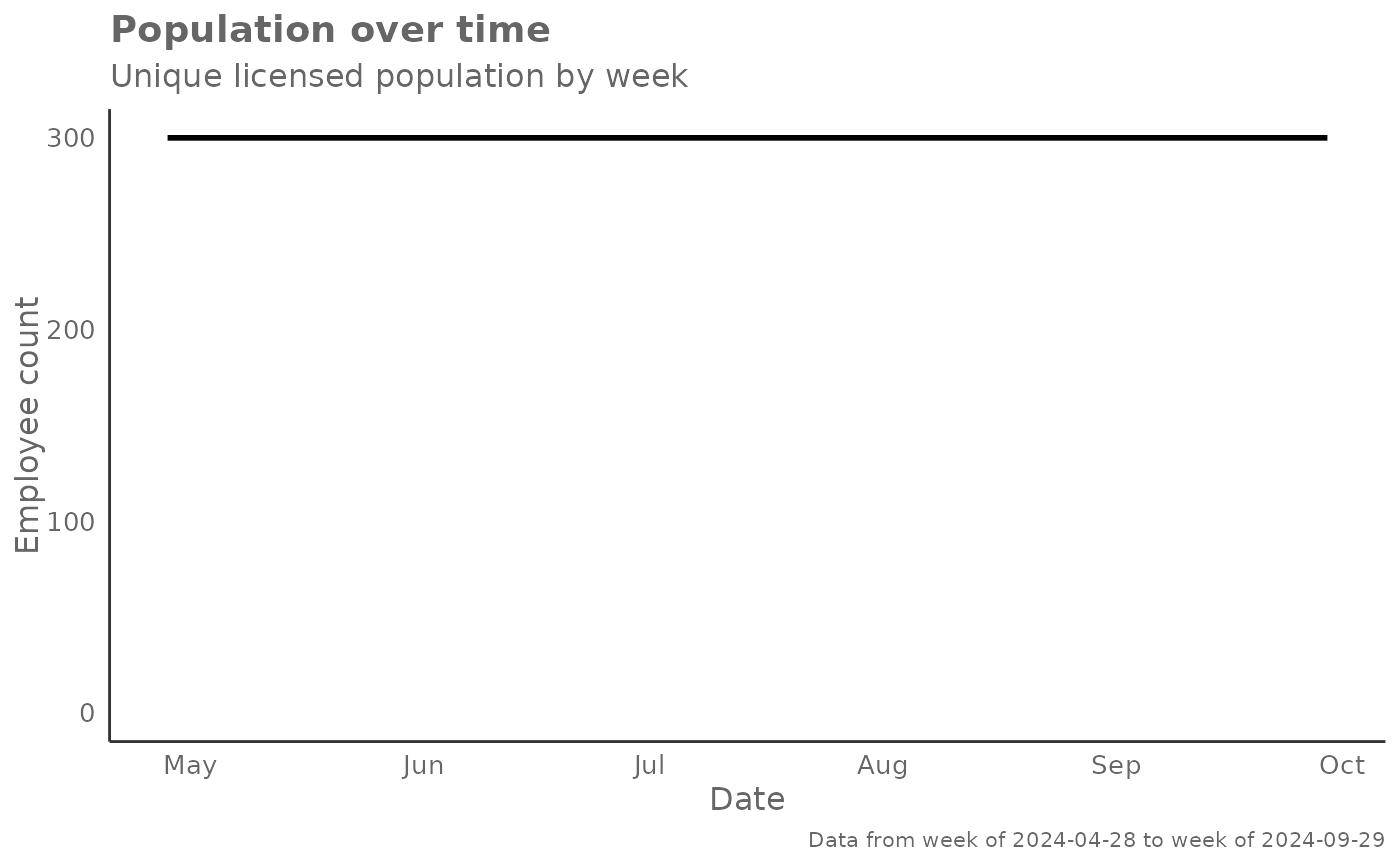 Population over time
Unique licensed population by week
Employee count
300
200
100
0
May Jun Jul Aug Sep Oct
Date
Data from week of 2024-04-28 to week of 2024-09-29